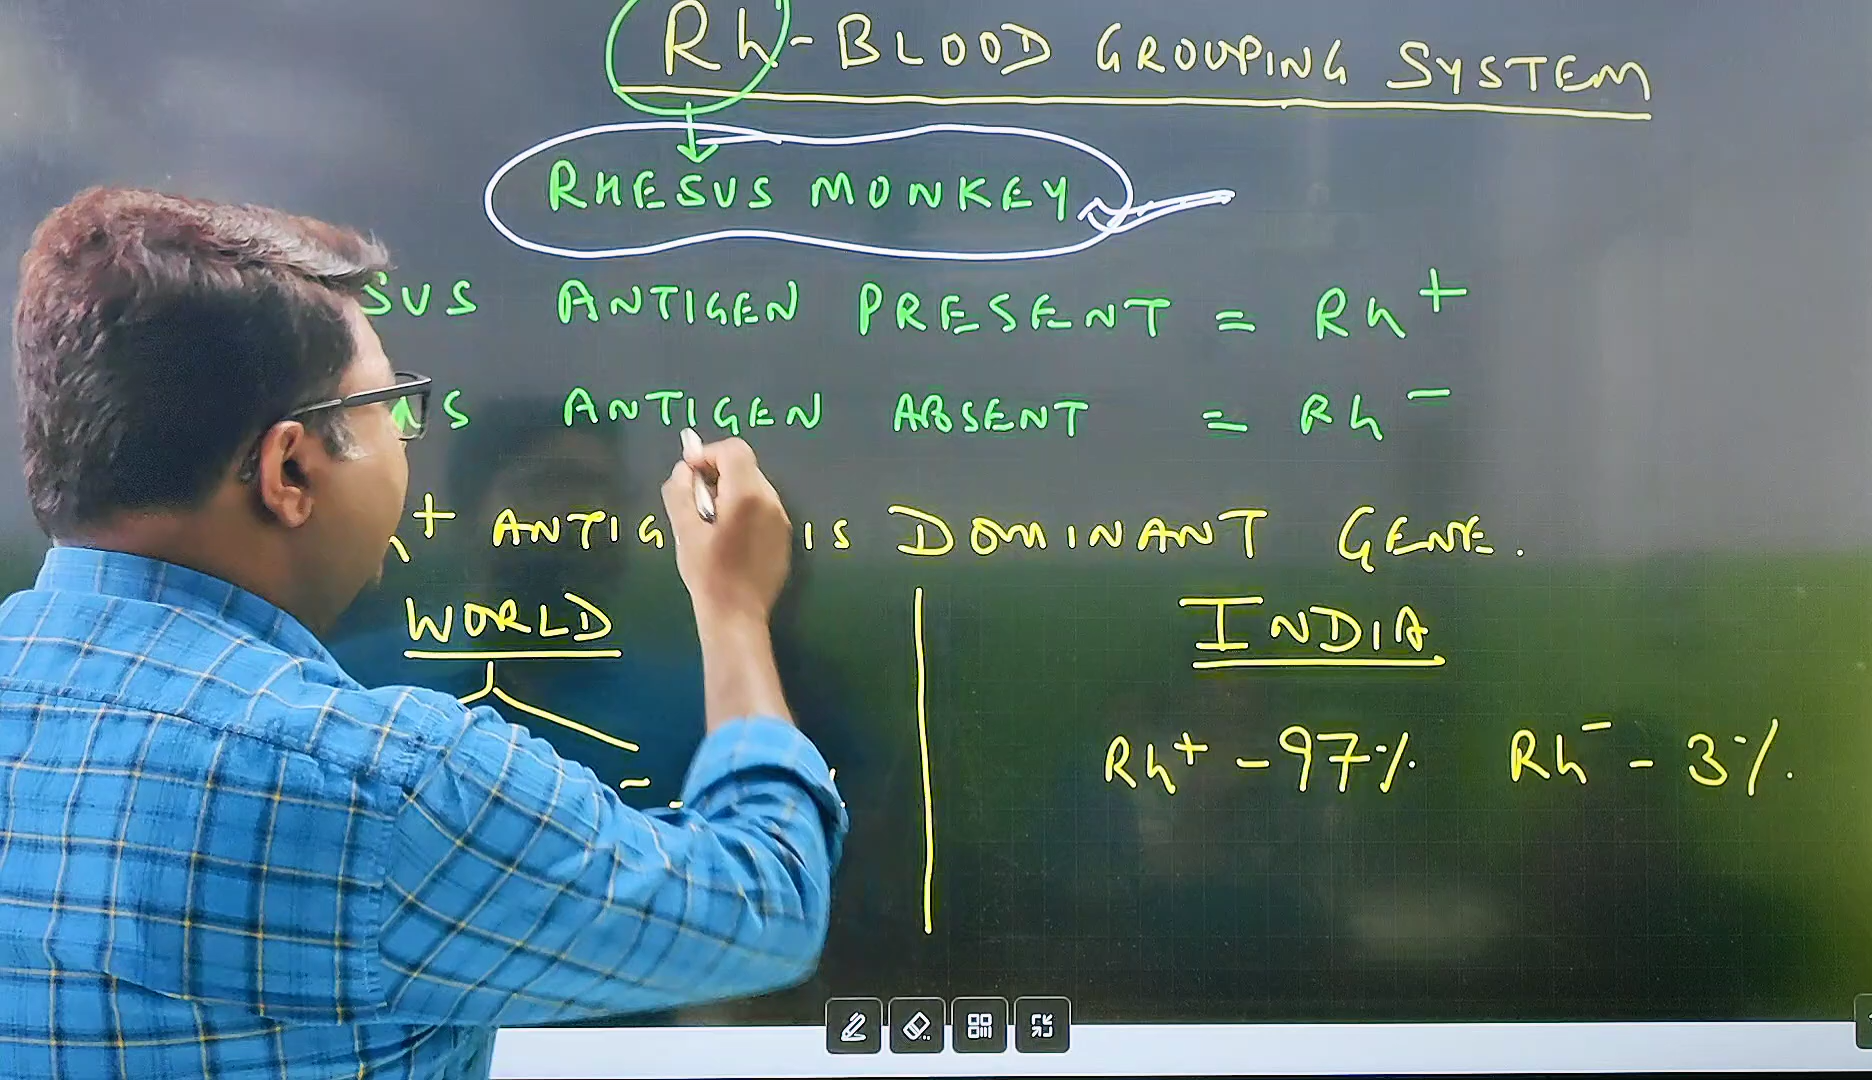 Rh-BLOOD GROUPING SYSTEM
RHESUS MONKEY
SUS ANTIGEN PRESENT = Rh+
ANTIGEN ABSENT = Rh-
+ ANTIG IS DOMINANT GENE.
WORLD
INDIA
Rh+ - 97% Rh- - 3%.